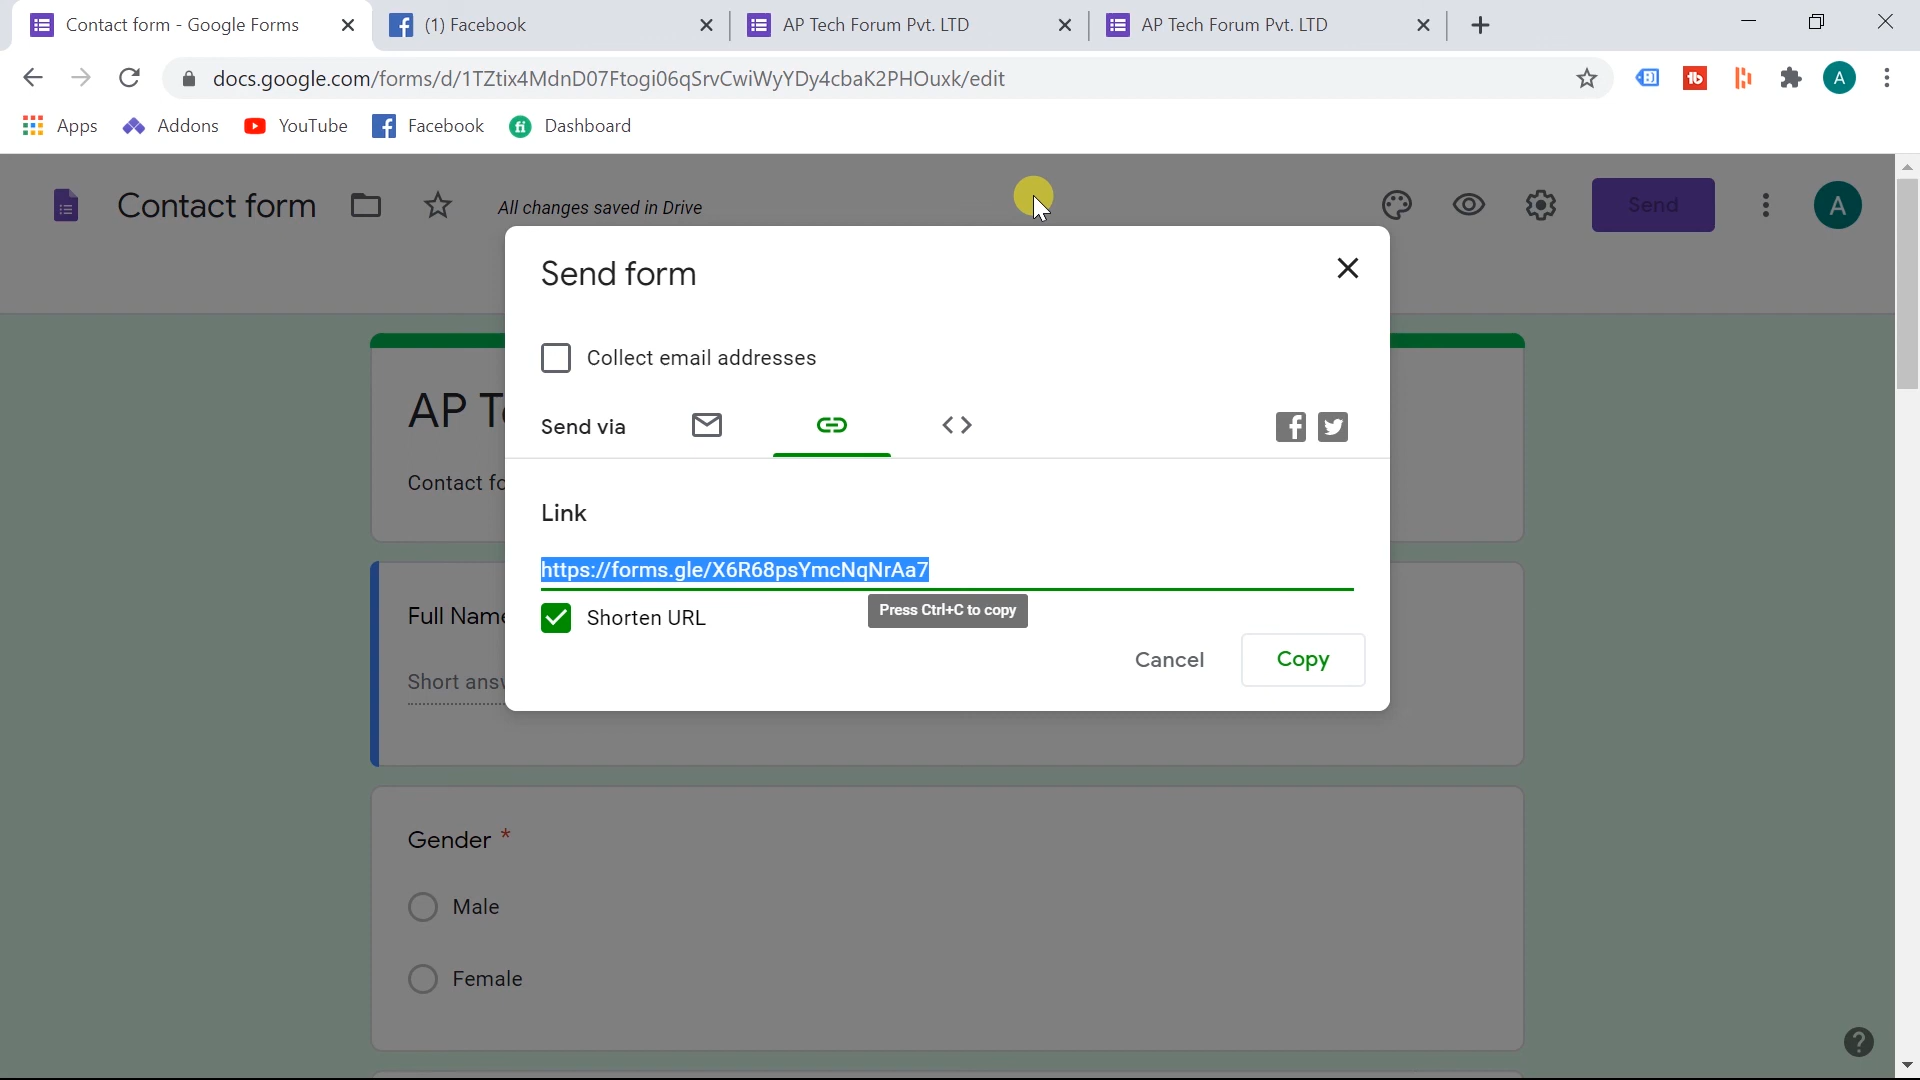 Contact form - Google Forms
(1) Facebook
AP Tech Forum Pvt. LTD
AP Tech Forum Pvt. LTD
docs.google.com/forms/d/1TZtix4MdnD07Ftogi06qSrvCwiWyYDy4cbaK2PHOuxk/edit
tb
A
Apps
Addons
YouTube
Facebook
fi
Dashboard
Contact form
All changes saved in Drive
Send
A
Send form
Collect email addresses
AP
Send via
Contact
Link
https://forms.gle/X6R68psYmcNqNrAa7
Press Ctrl+C to copy
Full Name
Shorten URL
Cancel
Copy
Short
Gender *
Male
Female